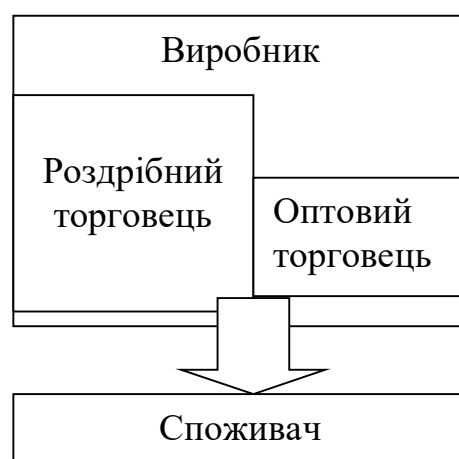 Виробник
Роздрібний
торговець
Оптовий
торговець
Споживач